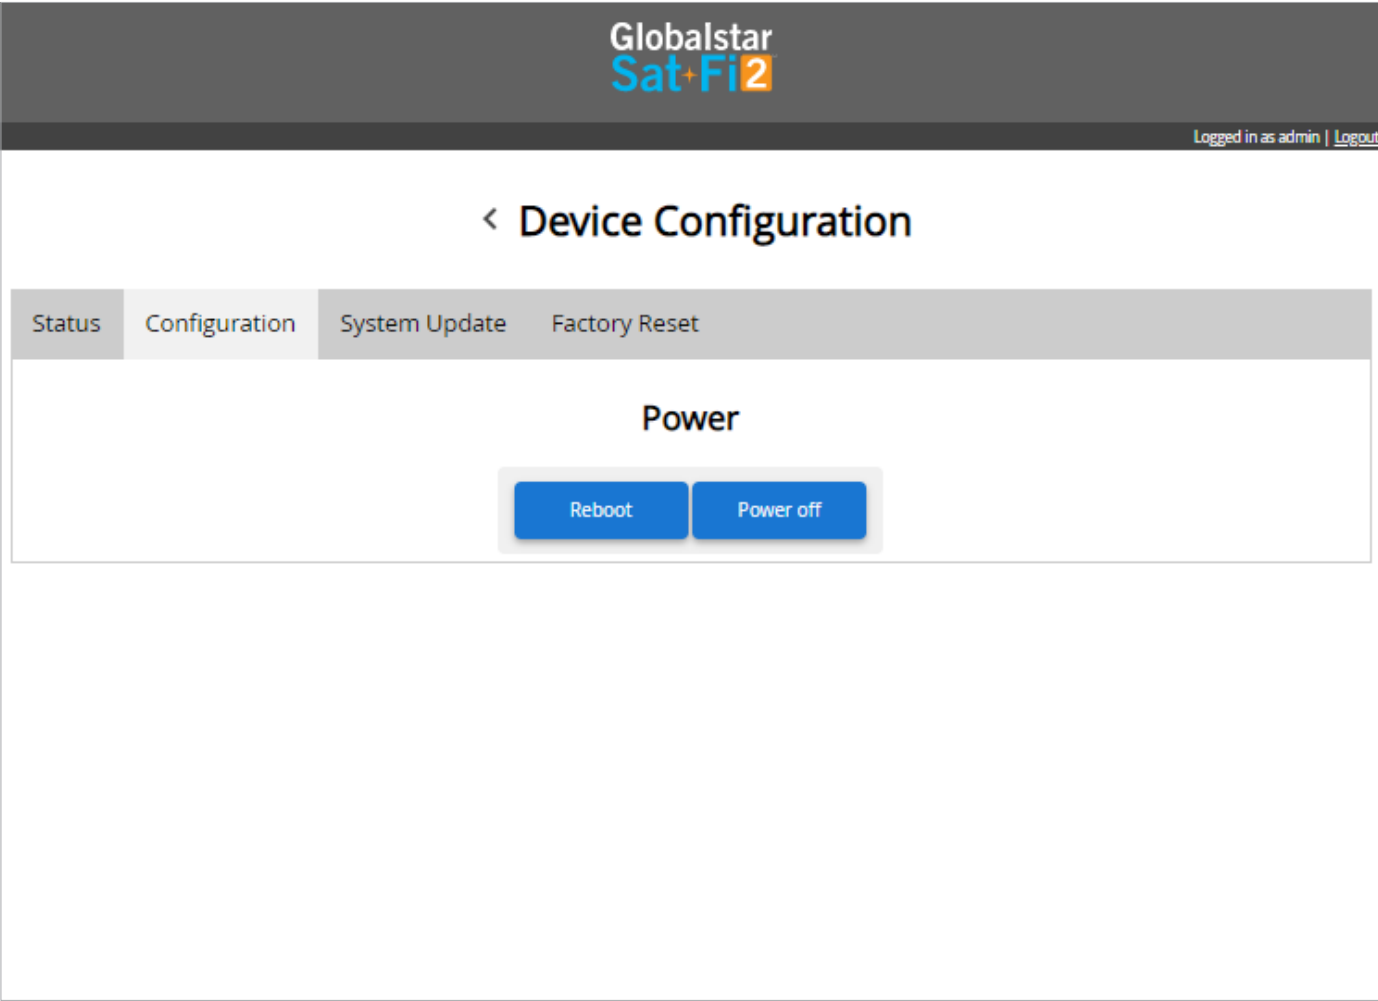 Globalstar
Sat-Fi2
Logged in as admin | Logout
< Device Configuration
Status Configuration System Update Factory Reset
Power
Reboot Power off